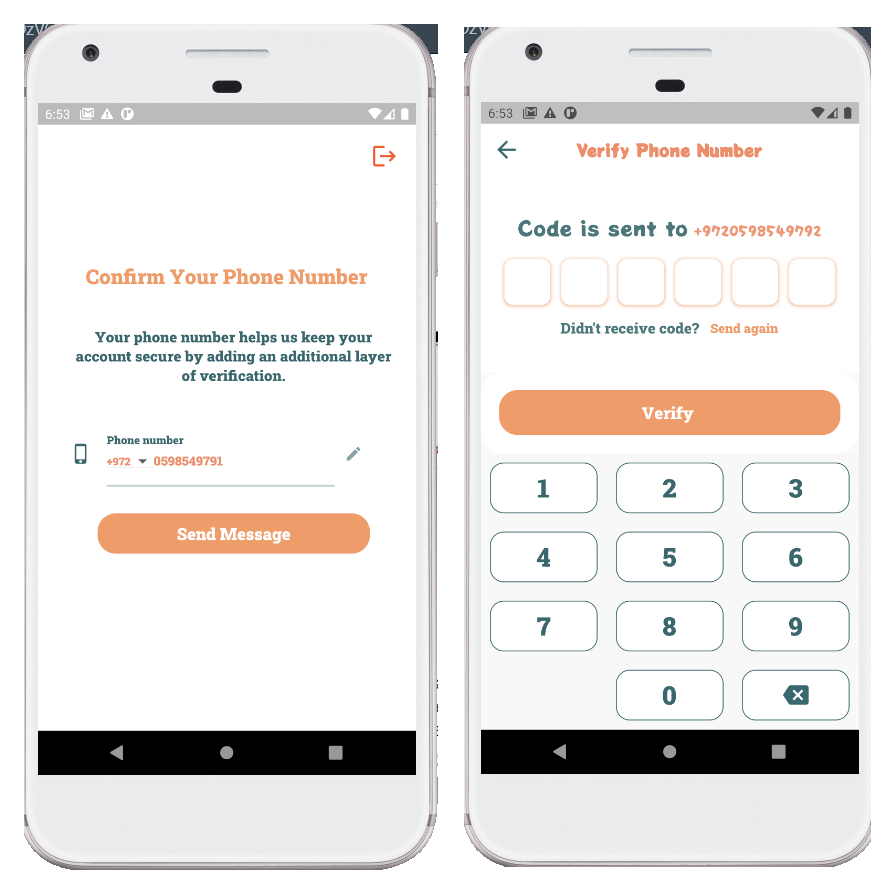 6:53
Confirm Your Phone Number
Your phone number helps us keep your
account secure by adding an additional layer
of verification.
Phone number
+972 0598549791
Send Message
6:53
Verify Phone Number
Code is sent to +9720598549792
Didn't receive code? Send again
Verify
1 2 3
4 5 6
7 8 9
0